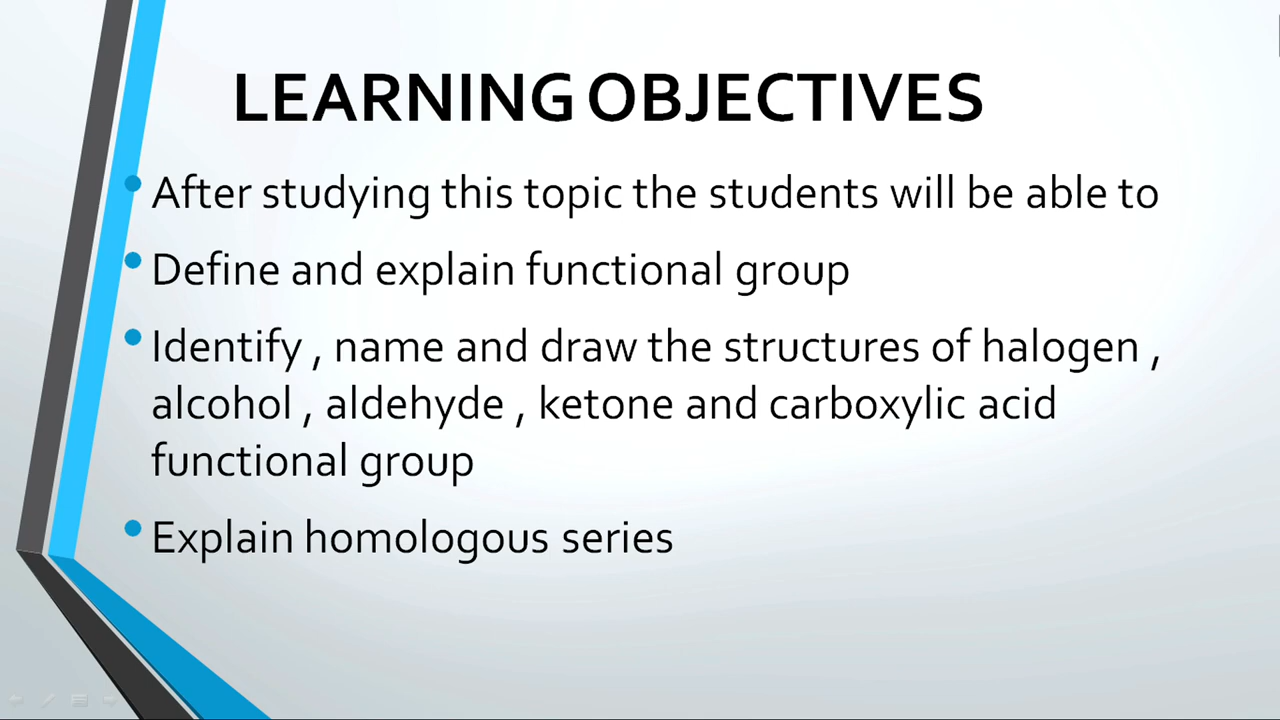 LEARNING OBJECTIVES
• After studying this topic the students will be able to
• Define and explain functional group
• Identify , name and draw the structures of halogen ,
alcohol , aldehyde , ketone and carboxylic acid
functional group
• Explain homologous series